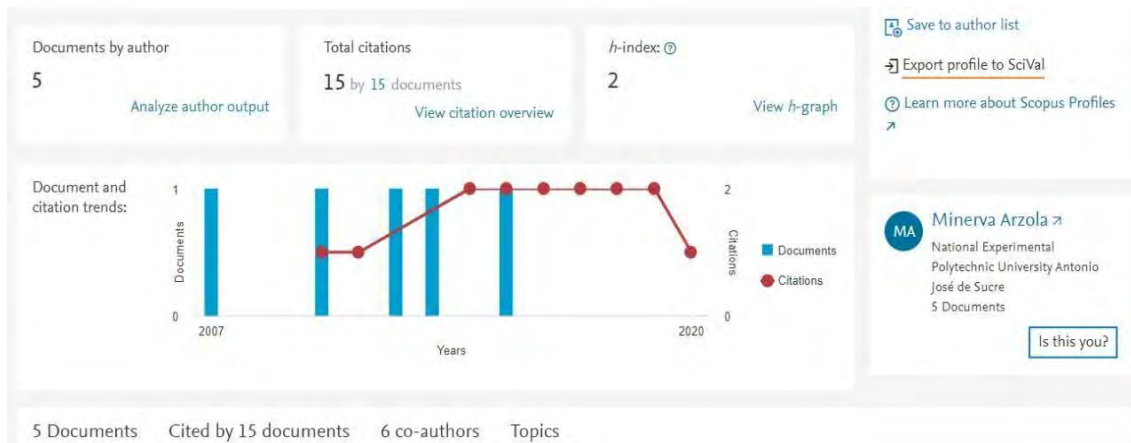 Documents by author
5
Analyze author output
Total citations
15 by 15 documents
View citation overview
h-index:
2
View h-graph
Save to author list
Export profile to SciVal
Learn more about Scopus Profiles
Document and
citation trends:
1
0
Documents
2007
2020
Years
2
0
Citations
Documents
Citations
MA
Minerva Arzola
National Experimental
Polytechnic University Antonio
José de Sucre
5 Documents
Is this you?
5 Documents Cited by 15 documents 6 co-authors Topics